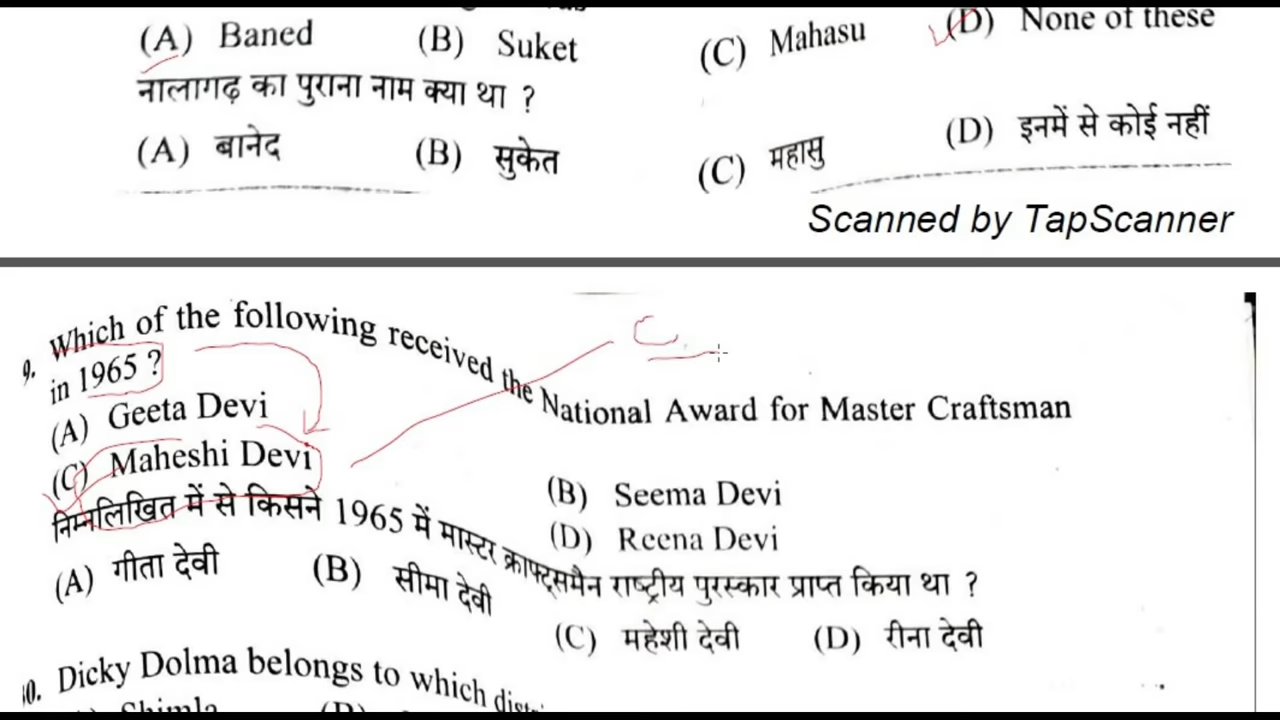 (A) Baned (B) Suket (C) Mahasu (D) None of these
नालागढ़ का पुराना नाम क्या था ?
(A) बानेद (B) सुकेत (C) महासु (D) इनमें से कोई नहीं
Scanned by TapScanner
9. Which of the following received the National Award for Master Craftsman
in 1965 ?
(A) Geeta Devi (B) Seema Devi
(C) Maheshi Devi (D) Reena Devi
निम्नलिखित में से किसने 1965 में मास्टर क्राफ्ट्समैन राष्ट्रीय पुरस्कार प्राप्त किया था ?
(A) गीता देवी (B) सीमा देवी (C) महेशी देवी (D) रीना देवी
Dicky Dolma belongs to which
Shimla